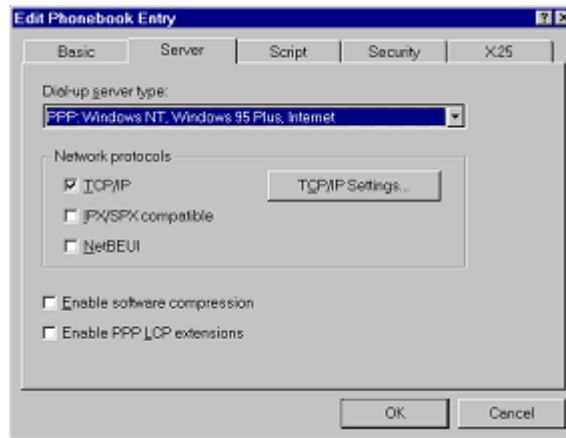 Edit Phonebook Entry
Basic Server Script Security X.25
Dial-up server type:
PPP: Windows NT, Windows 95 Plus, Internet
Network protocols
TCP/IP TCP/IP Settings...
IPX/SPX compatible
NetBEUI
Enable software compression
Enable PPP LCP extensions
OK Cancel